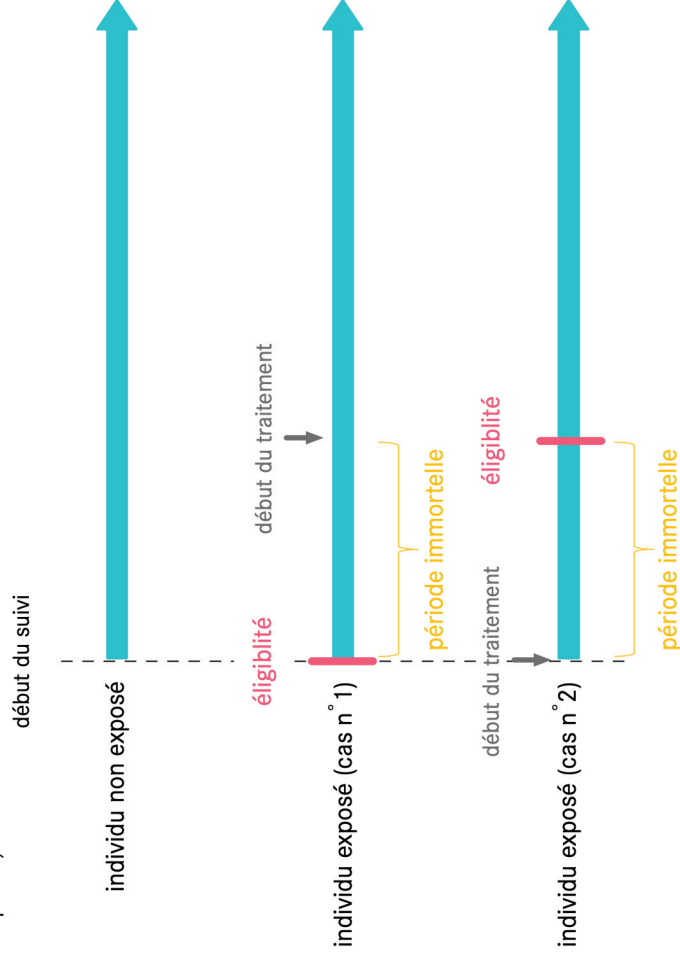 début du suivi
individu non exposé
éligiblité
début du traitement
individu exposé (cas n°1)
période immortelle
début du traitement
éligiblité
individu exposé (cas n°2)
période immortelle